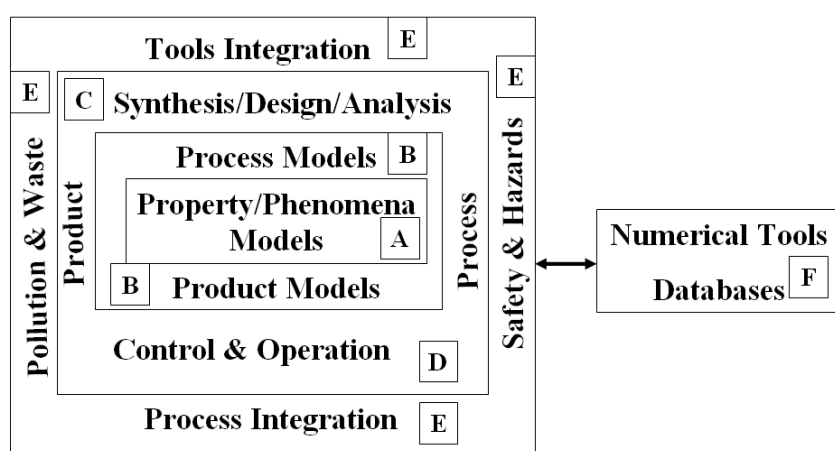 Tools Integration E
E E
C Synthesis/Design/Analysis
Process Models B
Property/Phenomena
Models A
B Product Models
Control & Operation D
Process Integration E
Pollution & Waste
Product
Process
Safety & Hazards
Numerical Tools
Databases F